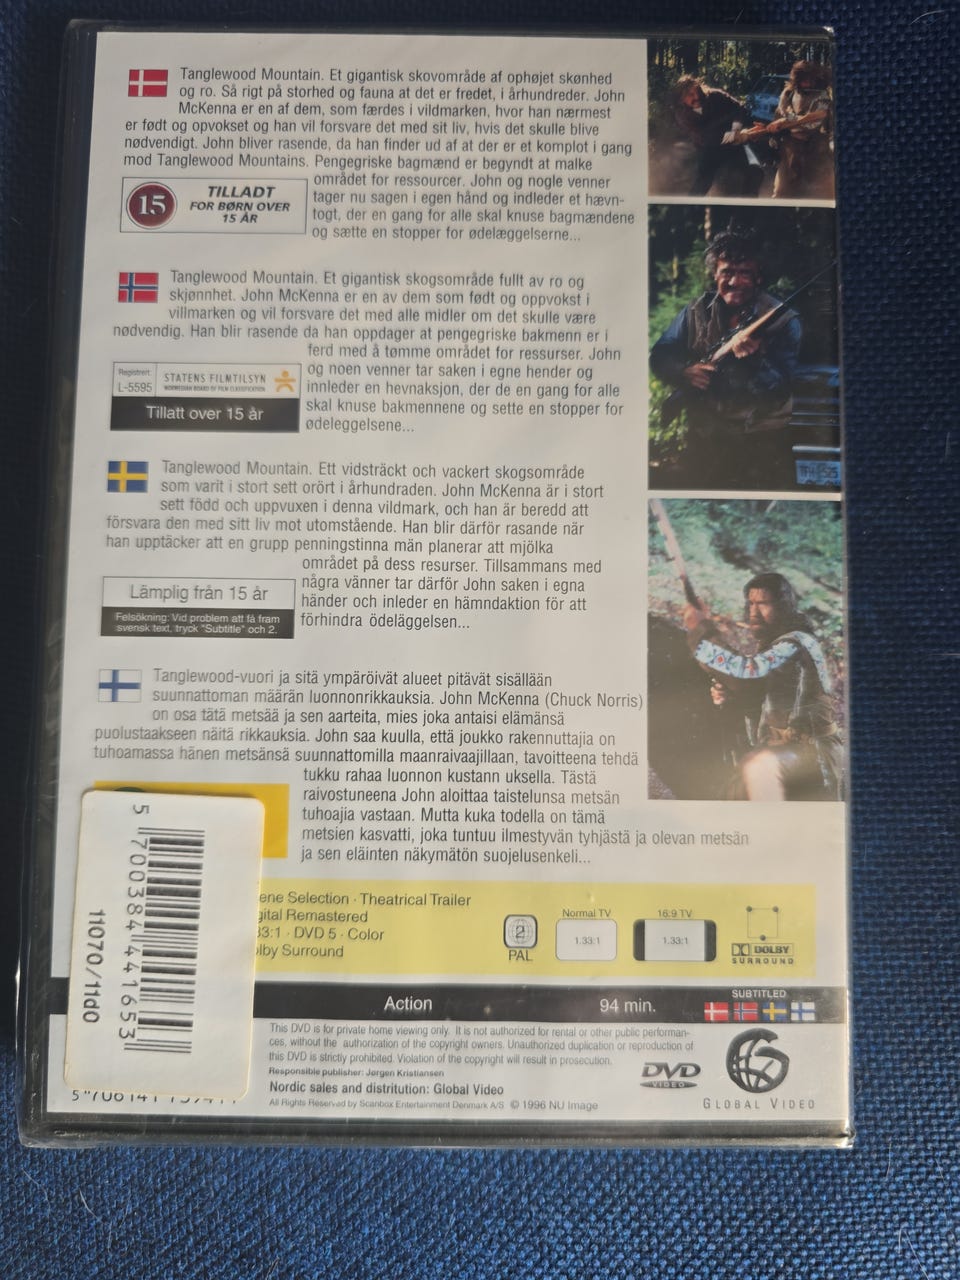 Tanglewood Mountain. Et gigantisk skovområde af ophøjet skønhed
og ro. Så rigt på storhed og fauna at det er fredet, i århundreder. John
McKenna er en af dem, som færdes i vildmarken, hvor han nærmest
er født og opvokset og han vil forsvare det med sit liv, hvis det skulle blive
nødvendigt. John bliver rasende, da han finder ud af at der er et komplot i gang
mod Tanglewood Mountains. Pengegriske bagmænd er begyndt at malke
området for ressourcer. John og nogle venner
tager nu sagen i egen hånd og indleder et hævn-
togt, der en gang for alle skal knuse bagmændene
og sætte en stopper for ødelæggelserne...
15
TILLADT
FOR BØRN OVER
15 ÅR
Tanglewood Mountain. Et gigantisk skogsområde fullt av ro og
skjønnhet. John McKenna er en av dem som født og oppvokst i
villmarken og vil forsvare det med alle midler om det skulle være
nødvendig. Han blir rasende da han oppdager at pengegriske bakmenn er i
ferd med å tømme området for ressurser. John
og noen venner tar saken i egne hender og
innleder en hevnaksjon, der de en gang for alle
skal knuse bakmennene og sette en stopper for
ødeleggelsene...
Registrert:
L-5595
STATENS FILMTILSYN
NORWEGIAN BOARD OF FILM CLASSIFICATION
Tillatt over 15 år
Tanglewood Mountain. Ett vidsträckt och vackert skogsområde
som varit i stort sett orört i århundraden. John McKenna är i stort
sett född och uppvuxen i denna vildmark, och han är beredd att
försvara den med sitt liv mot utomstående. Han blir därför rasande när
han upptäcker att en grupp penningstinna män planerar att mjölka
området på dess resurser. Tillsammans med
några vänner tar därför John saken i egna
händer och inleder en hämndaktion för att
förhindra ödeläggelsen...
Lämplig från 15 år
Felsökning: Vid problem att få fram
svensk text, tryck "Subtitle" och 2.
Tanglewood-vuori ja sitä ympäröivät alueet pitävät sisällään
suunnattoman määrän luonnonrikkauksia. John McKenna (Chuck Norris)
on osa tätä metsää ja sen aarteita, mies joka antaisi elämänsä
puolustaakseen näitä rikkauksia. John saa kuulla, että joukko rakennuttajia on
tuhoamassa hänen metsänsä suunnattomilla maanraivaajillaan, tavoitteena tehdä
tukku rahaa luonnon kustann uksella. Tästä
raivostuneena John aloittaa taistelunsa metsän
tuhoajia vastaan. Mutta kuka todella on tämä
metsien kasvatti, joka tuntuu ilmestyvän tyhjästä ja olevan metsän
ja sen eläinten näkymätön suojelusenkeli...
5 700384 441653
11070/11d0
ene Selection · Theatrical Trailer
gital Remastered
33:1 · DVD 5 · Color
olby Surround
2
PAL
Normal TV
1.33:1
16:9 TV
1.33:1
DOLBY
SURROUND
Action
94 min.
SUBTITLED
This DVD is for private home viewing only. It is not authorized for rental or other public performan-
ces, without the authorization of the copyright owners. Unauthorized duplication or reproduction of
this DVD is strictly prohibited. Violation of the copyright will result in prosecution.
Responsible publisher: Jørgen Kristiansen
Nordic sales and distrituition: Global Video
All Rights Reserved by Scanbox Entertainment Denmark A/S © 1996 NU Image
DVD
VIDEO
GLOBAL VIDEO